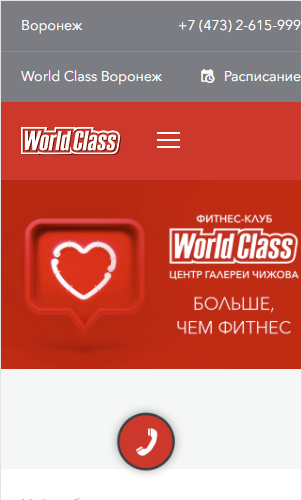 Воронеж
+7 (473) 2-615-999
World Class Воронеж
Расписание
World Class
ФИТНЕС-КЛУБ
World Class
ЦЕНТР ГАЛЕРЕИ ЧИЖОВА
БОЛЬШЕ,
ЧЕМ ФИТНЕС